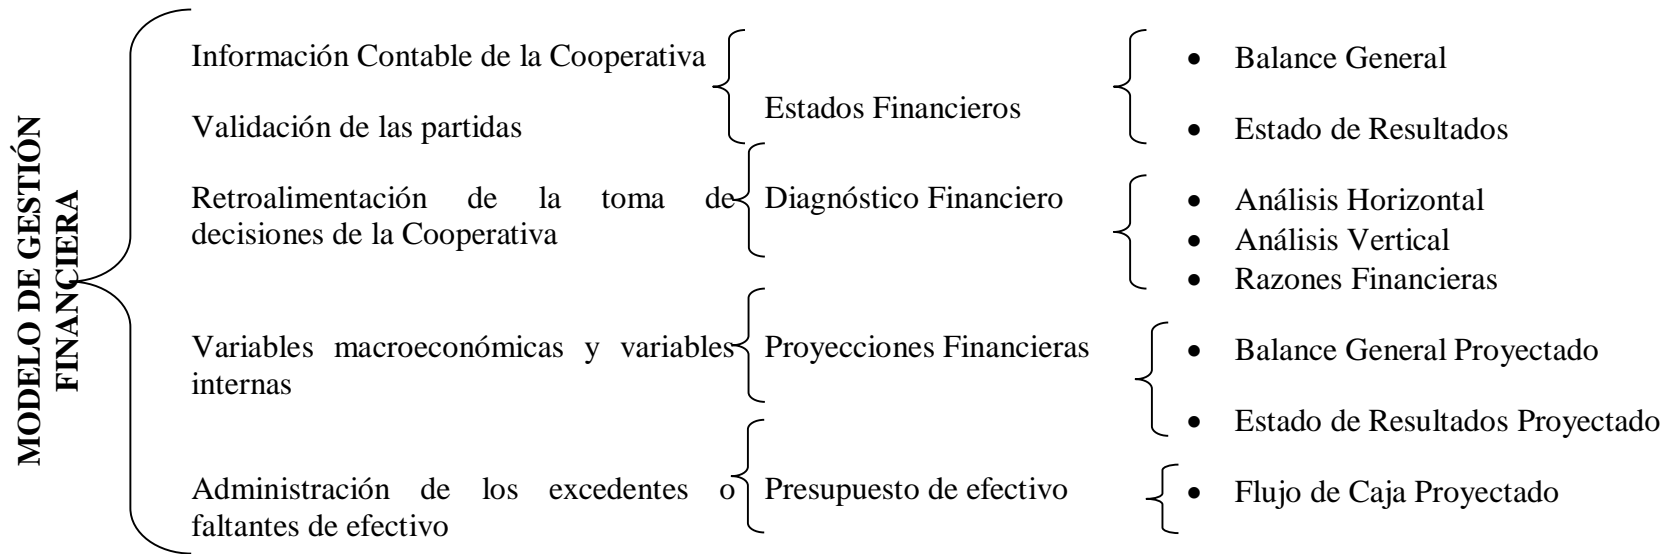 MODELO DE GESTIÓN
FINANCIERA
Información Contable de la Cooperativa
Validación de las partidas
Estados Financieros
• Balance General
• Estado de Resultados
Retroalimentación de la toma de
decisiones de la Cooperativa
Diagnóstico Financiero
• Análisis Horizontal
• Análisis Vertical
• Razones Financieras
Variables macroeconómicas y variables
internas
Proyecciones Financieras
• Balance General Proyectado
• Estado de Resultados Proyectado
Administración de los excedentes o
faltantes de efectivo
Presupuesto de efectivo
• Flujo de Caja Proyectado